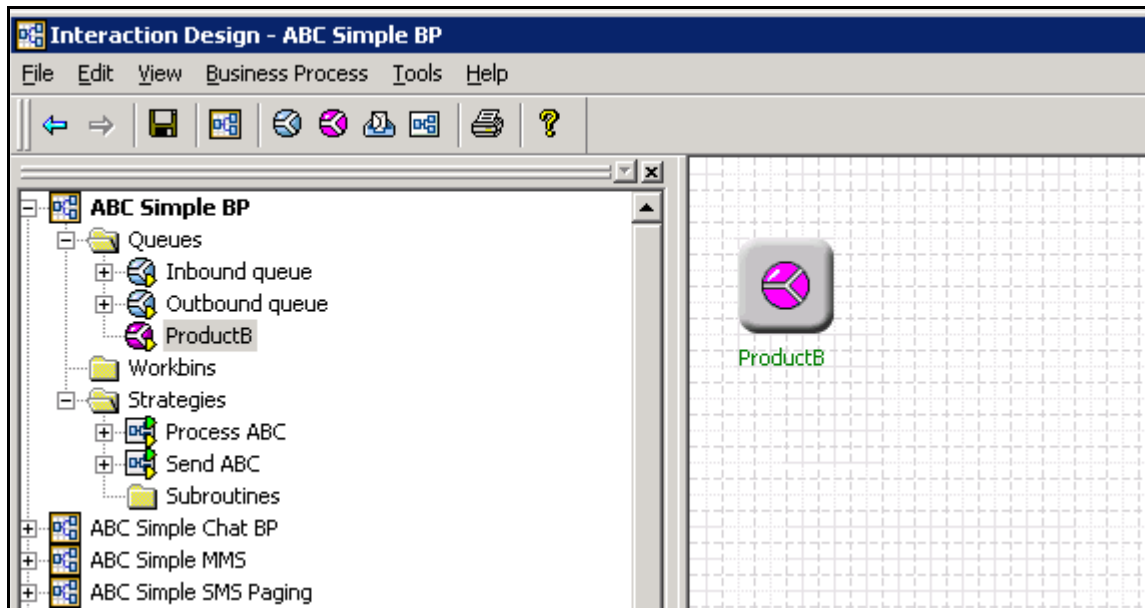 Interaction Design - ABC Simple BP
File Edit View Business Process Tools Help
ABC Simple BP
Queues
Inbound queue
Outbound queue
ProductB
Workbins
Strategies
Process ABC
Send ABC
Subroutines
ABC Simple Chat BP
ABC Simple MMS
ABC Simple SMS Paging
ProductB